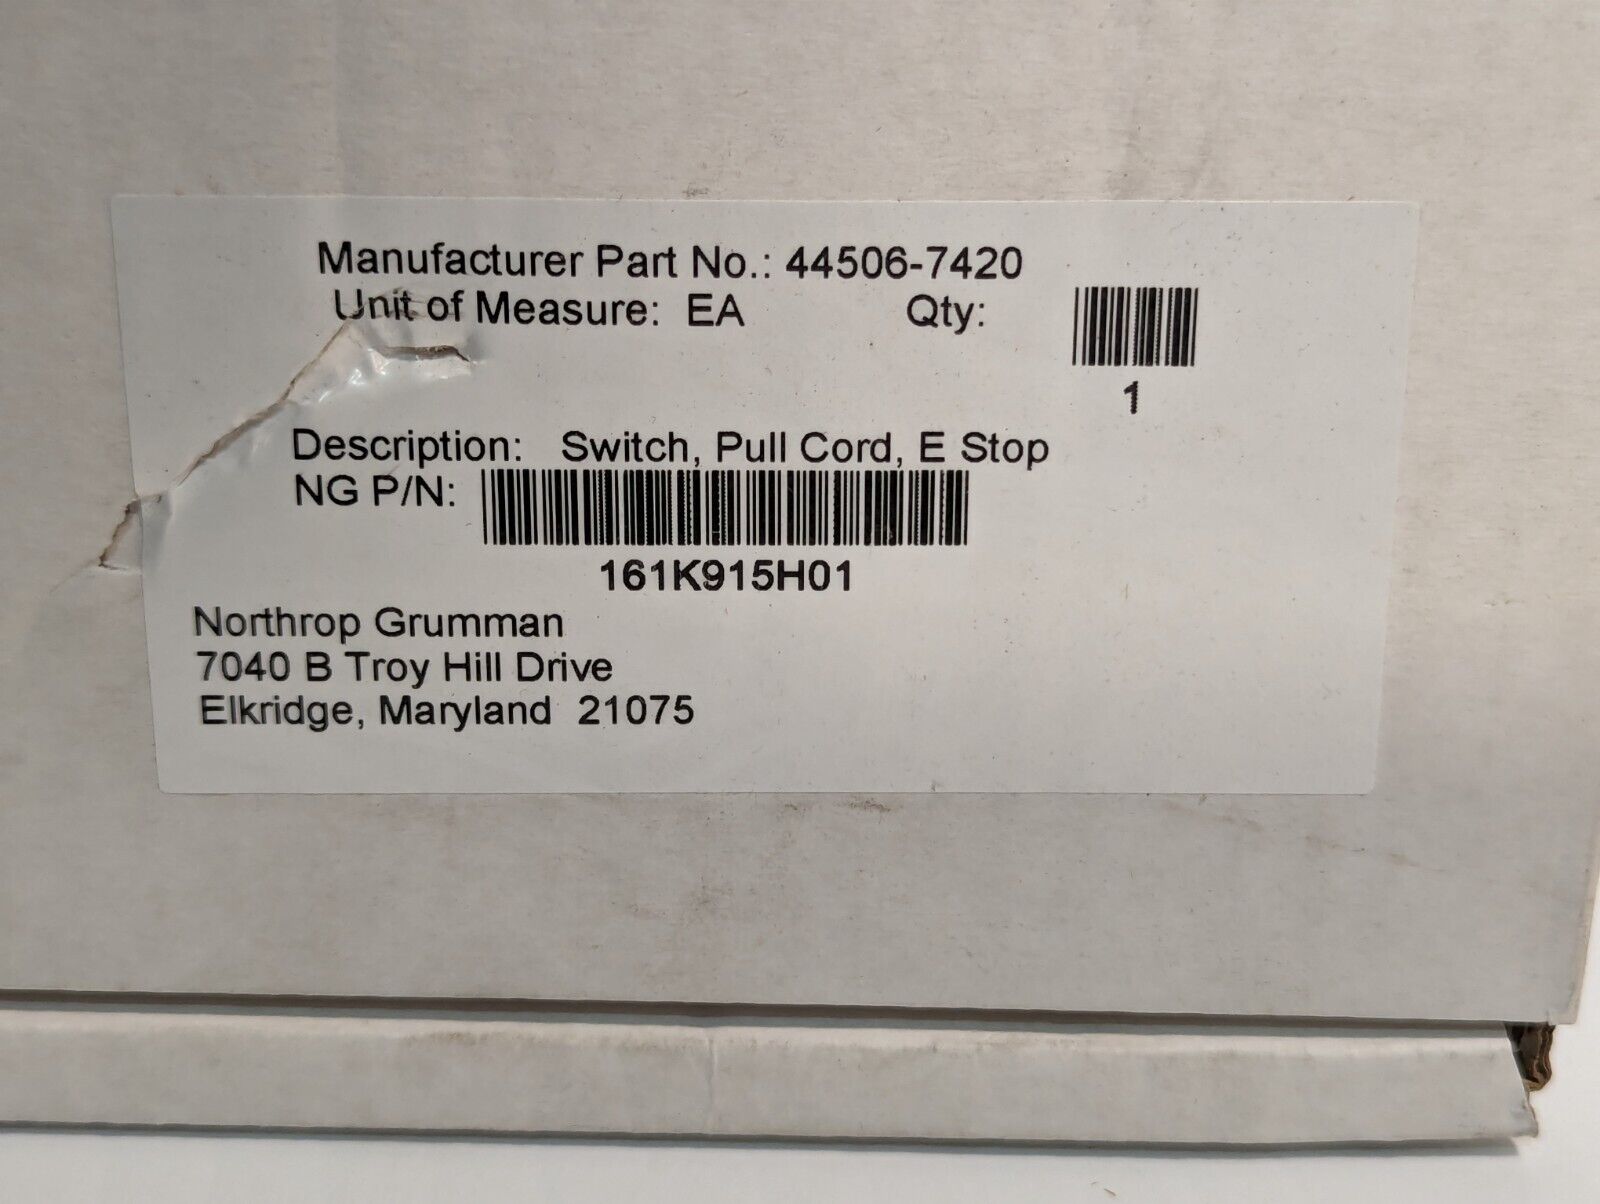 Manufacturer Part No.: 44506-7420
Unit of Measure: EA Qty:
1
Description: Switch, Pull Cord, E Stop
NG P/N:
161K915H01
Northrop Grumman
7040 B Troy Hill Drive
Elkridge, Maryland 21075